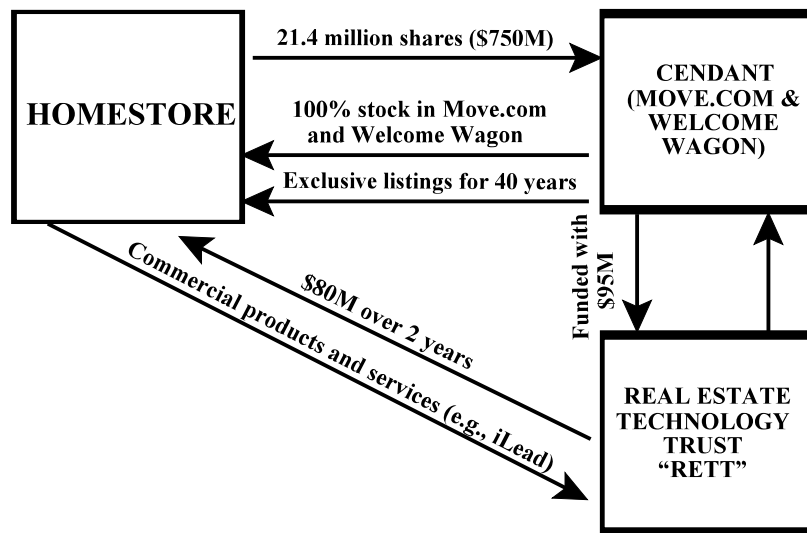 21.4 million shares ($750M)
HOMESTORE
100% stock in Move.com
and Welcome Wagon
Exclusive listings for 40 years
CENDANT
(MOVE.COM &
WELCOME
WAGON)
Funded with
$95M
$80M over 2 years
Commercial products and services (e.g., iLead)
REAL ESTATE
TECHNOLOGY
TRUST
“RETT”